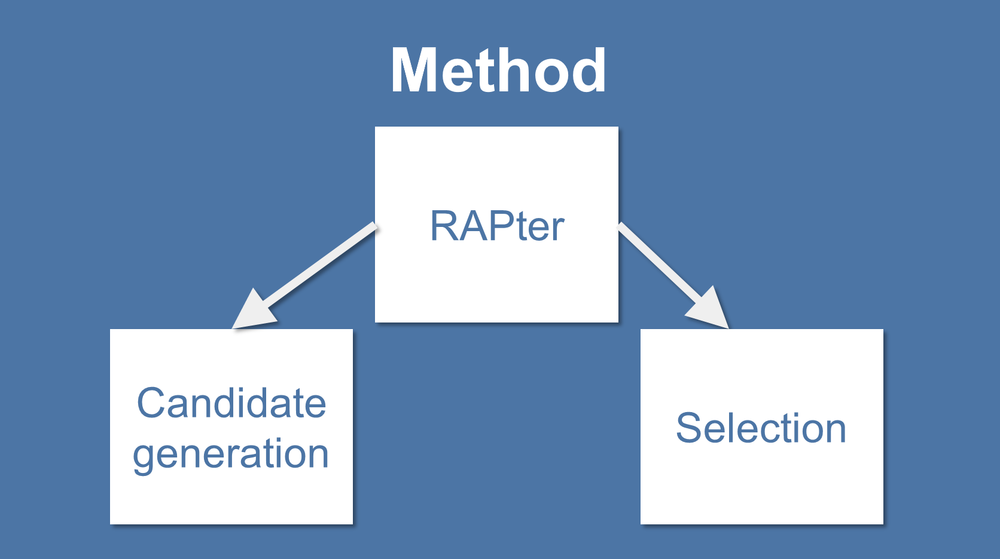 Method
RAPter
Candidate
generation
Selection